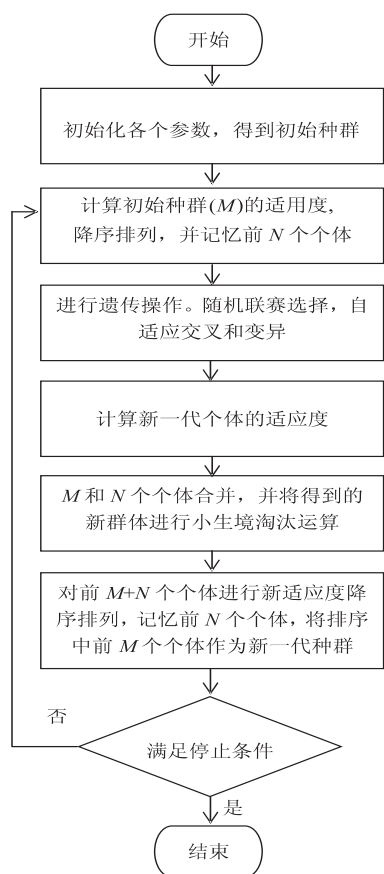 开始
初始化各个参数，得到初始种群
计算初始种群(M)的适用度，
降序排列，并记忆前 N 个个体
进行遗传操作。随机联赛选择，自
适应交叉和变异
计算新一代个体的适应度
M 和 N 个个体合并，并将得到的
新群体进行小生境淘汰运算
对前 M+N 个个体进行新适应度降
序排列，记忆前 N 个个体，将排序
中前 M 个个体作为新一代种群
否
满足停止条件
是
结束